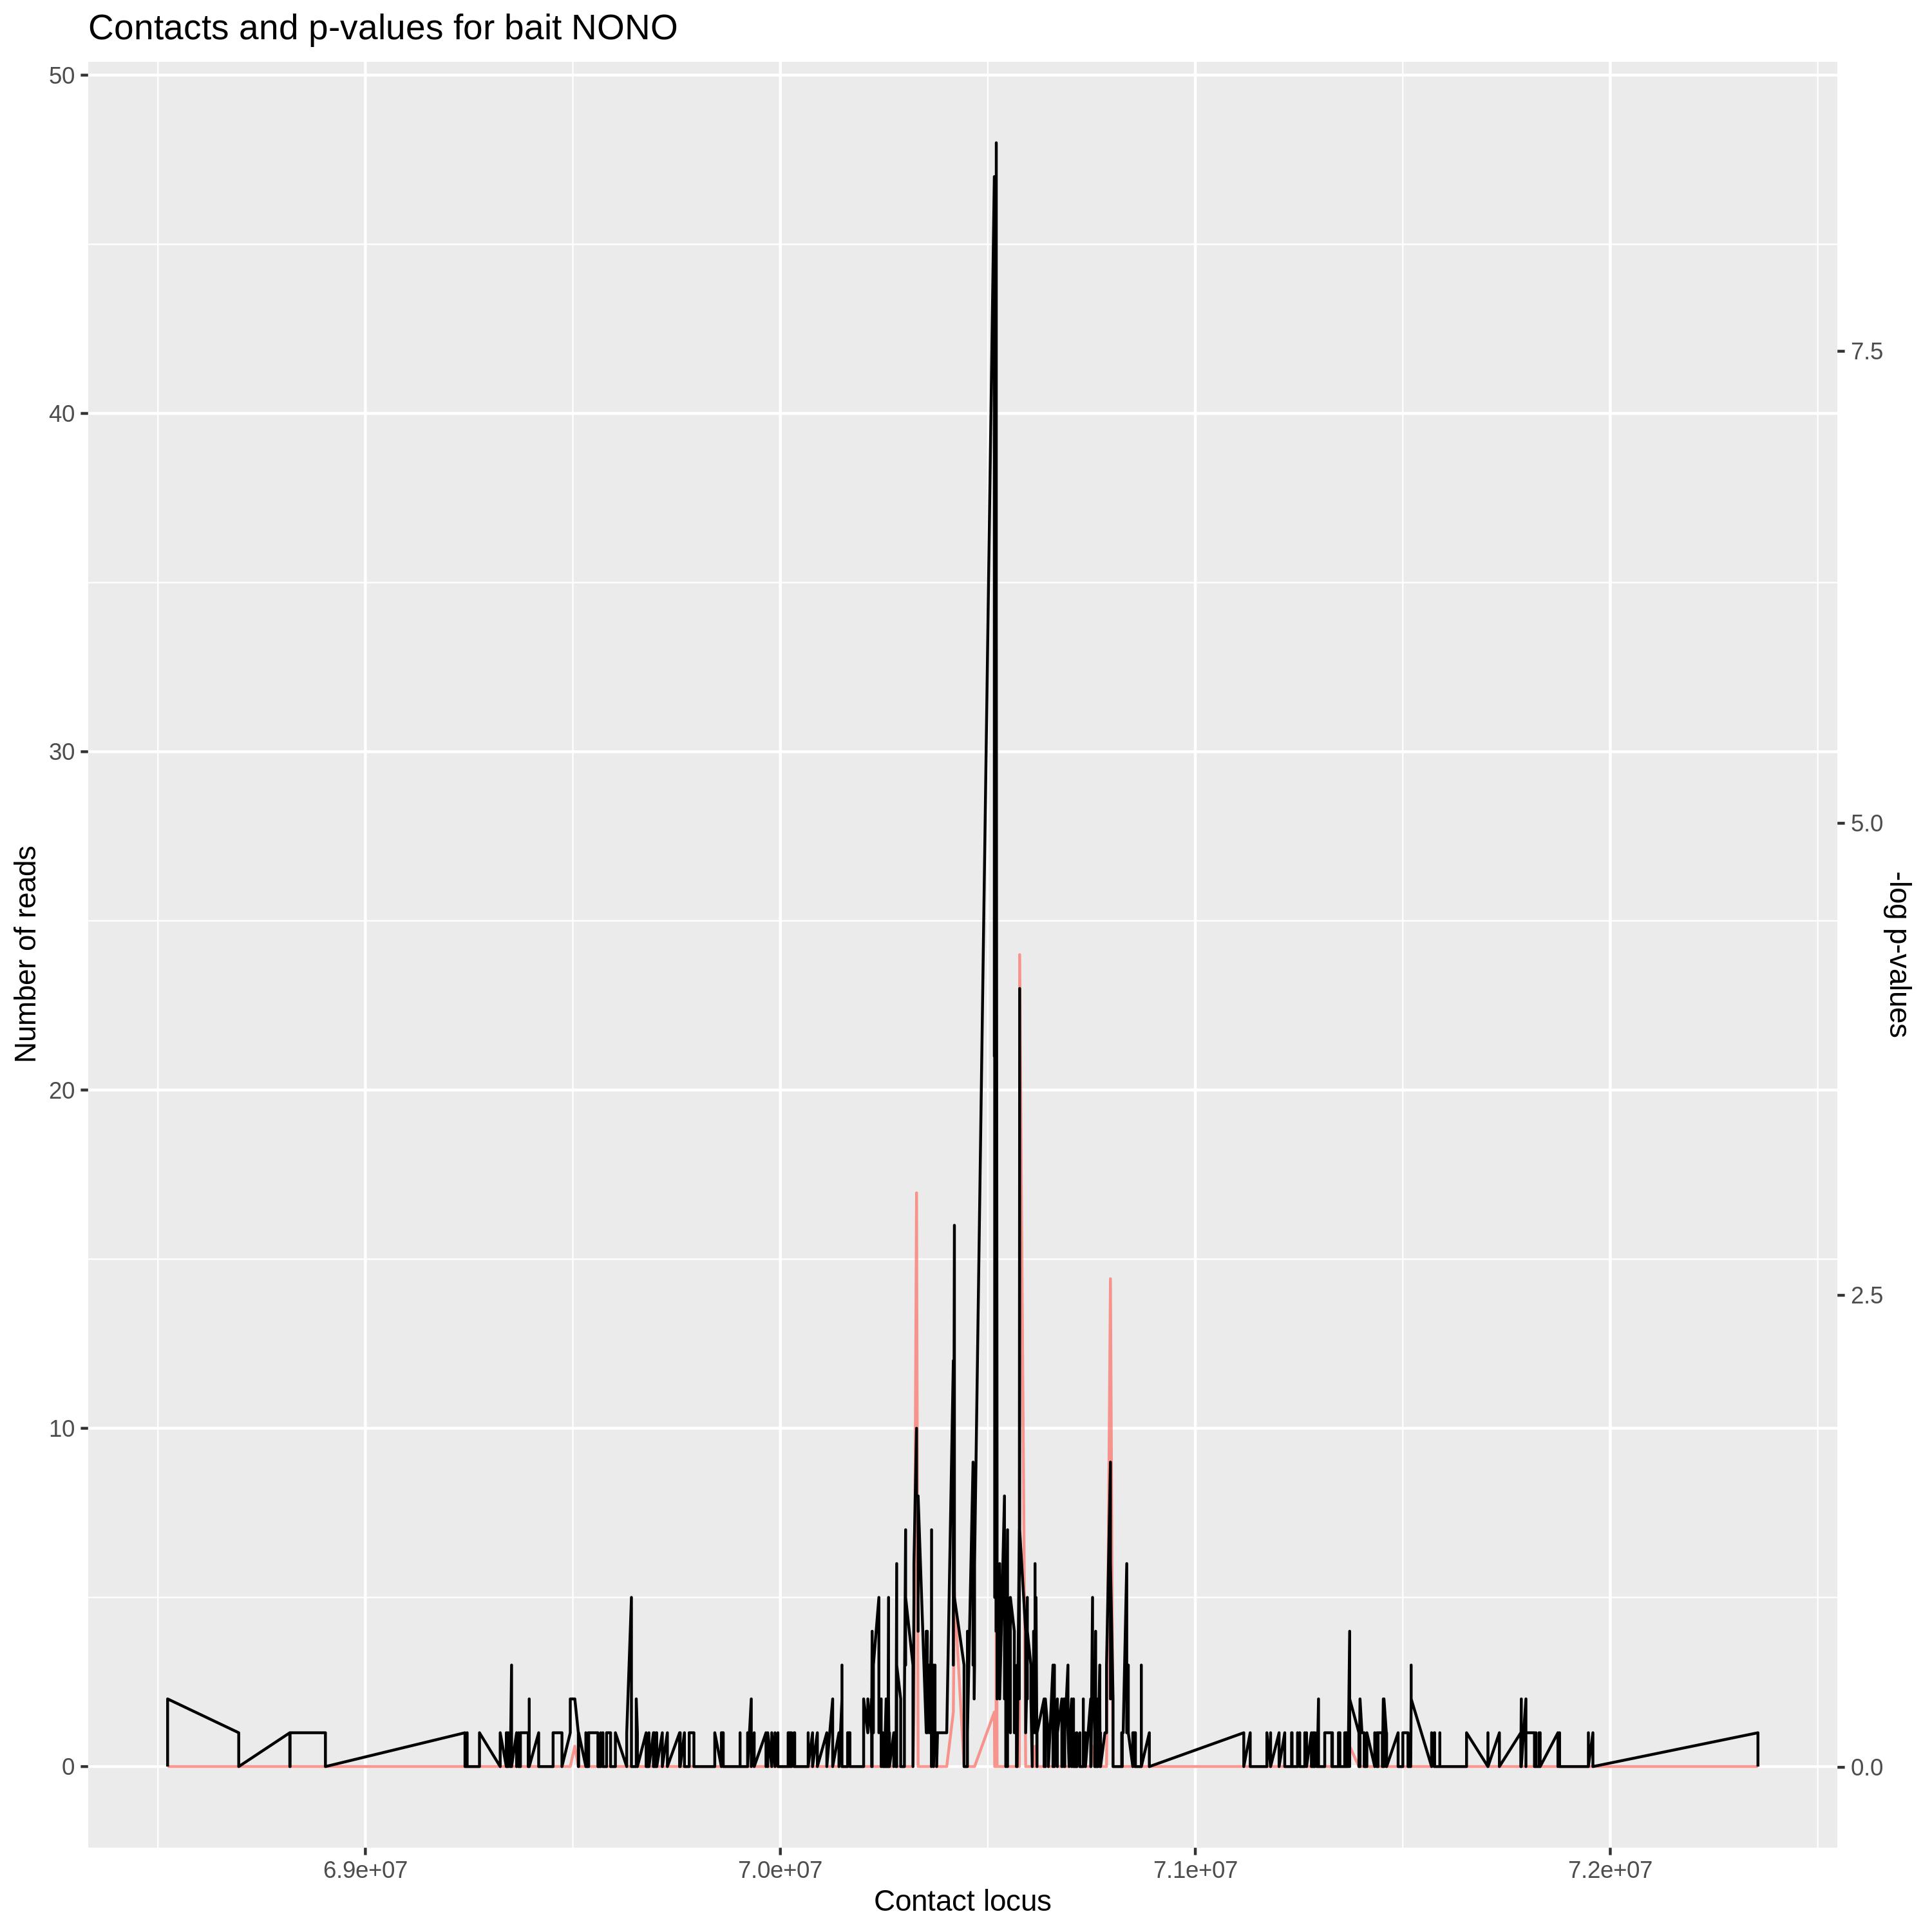 Contacts and p-values for bait NONO
50
40
30
20
10
0
Number of reads
7.5
5.0
2.5
0.0
-log p-values
6.9e+07
7.0e+07
7.1e+07
7.2e+07
Contact locus